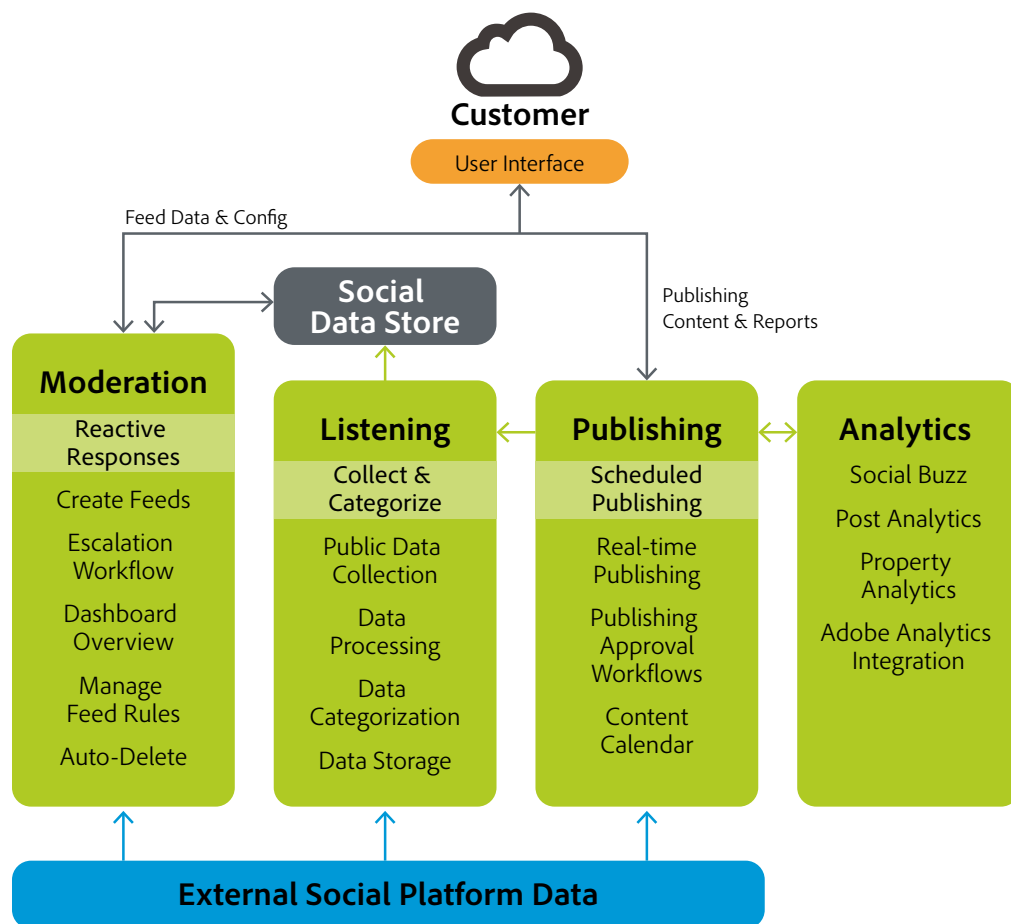 Customer
User Interface
Feed Data & Config
Social
Data Store
Publishing
Content & Reports
Moderation
Reactive
Responses
Create Feeds
Escalation
Workflow
Dashboard
Overview
Manage
Feed Rules
Auto-Delete
Listening
Collect &
Categorize
Public Data
Collection
Data
Processing
Data
Categorization
Data Storage
Publishing
Scheduled
Publishing
Real-time
Publishing
Publishing
Approval
Workflows
Content
Calendar
Analytics
Social Buzz
Post Analytics
Property
Analytics
Adobe Analytics
Integration
External Social Platform Data